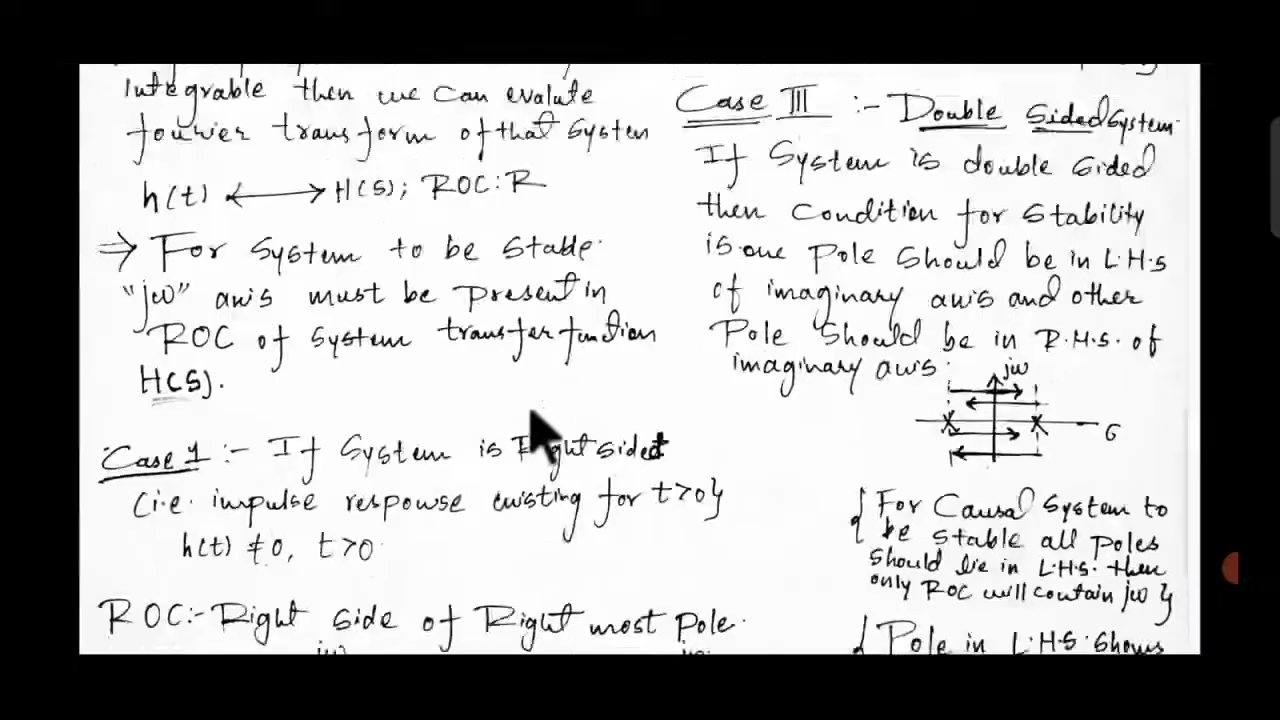 Integrable then we can evalute
fourier transform of that system
h(t) ⟷ H(S); ROC:R
⇒ For System to be stable
"jω" axis must be present in
ROC of System transfer function
H(S).
Case 1 :- If System is Right sided
(i.e. impulse response existing for t>0}
h(t) ≠ 0, t>0
ROC:- Right side of Right most pole.
jω
Case III :- Double Sided System
If System is double sided
then Condition for Stability
is one Pole Should be in L.H.S
of imaginary axis and other
Pole Should be in R.H.S. of
imaginary axis.
jω
σ
{ For Causal System to
be stable all poles
should lie in L.H.S. then
only ROC will contain jω }
{ Pole in L.H.S. shows